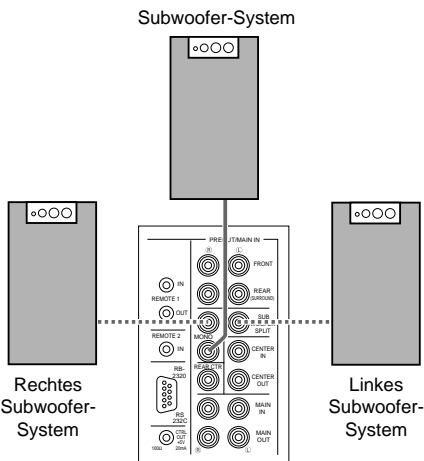 Subwoofer-System
PRE OUT/MAIN IN
R L
FRONT
IN
REAR
(SURROUND)
REMOTE 1
OUT
SUB
SPLIT
REMOTE 2
MONO
IN
CENTER
IN
REAR CTR
RB-
2320
CENTER
OUT
MAIN
IN
RS
232C
CTRL
OUT
+5V
100Ω 20mA
MAIN
OUT
R L
Rechtes
Subwoofer-
System
Linkes
Subwoofer-
System